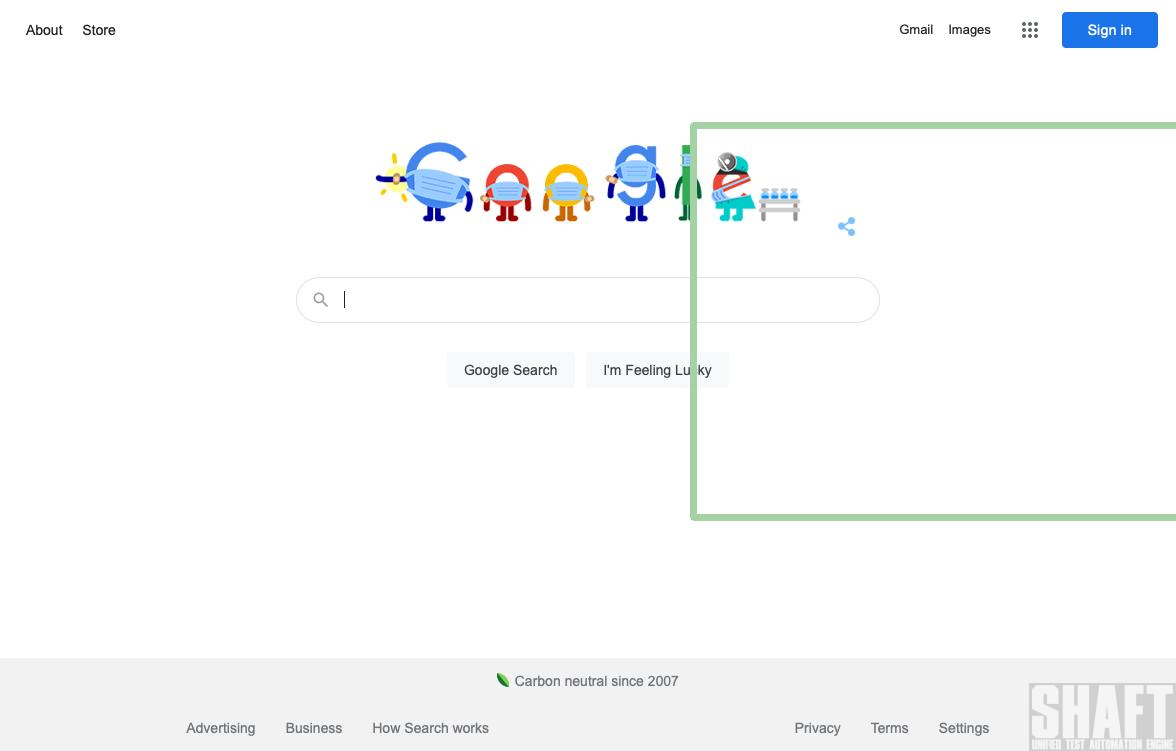 About Store
Gmail Images
Sign in
Google
Google Search
I'm Feeling Lucky
Carbon neutral since 2007
Advertising Business How Search works
Privacy Terms Settings
SHAFT
UNIFIED TEST AUTOMATION ENGINE